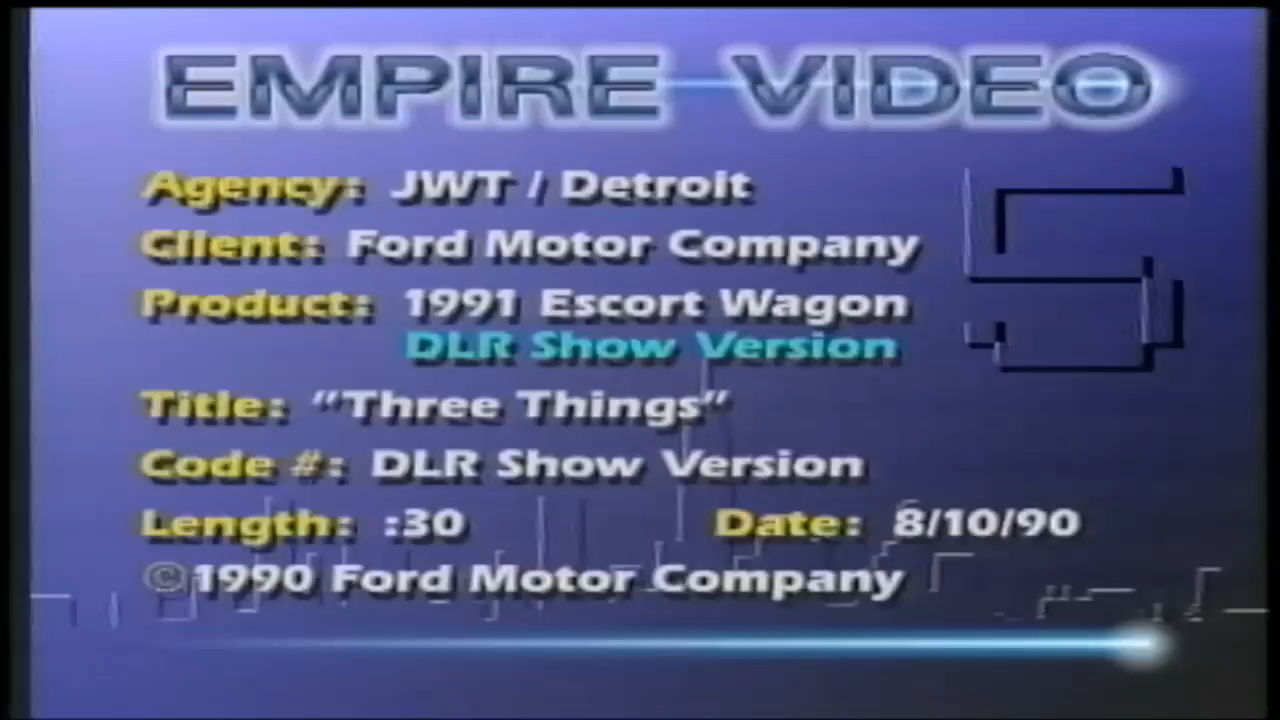 EMPIRE VIDEO
Agency: JWT / Detroit
Client: Ford Motor Company
Product: 1991 Escort Wagon
DLR Show Version
Title: "Three Things"
Code #: DLR Show Version
Length: :30 Date: 8/10/90
©1990 Ford Motor Company
5